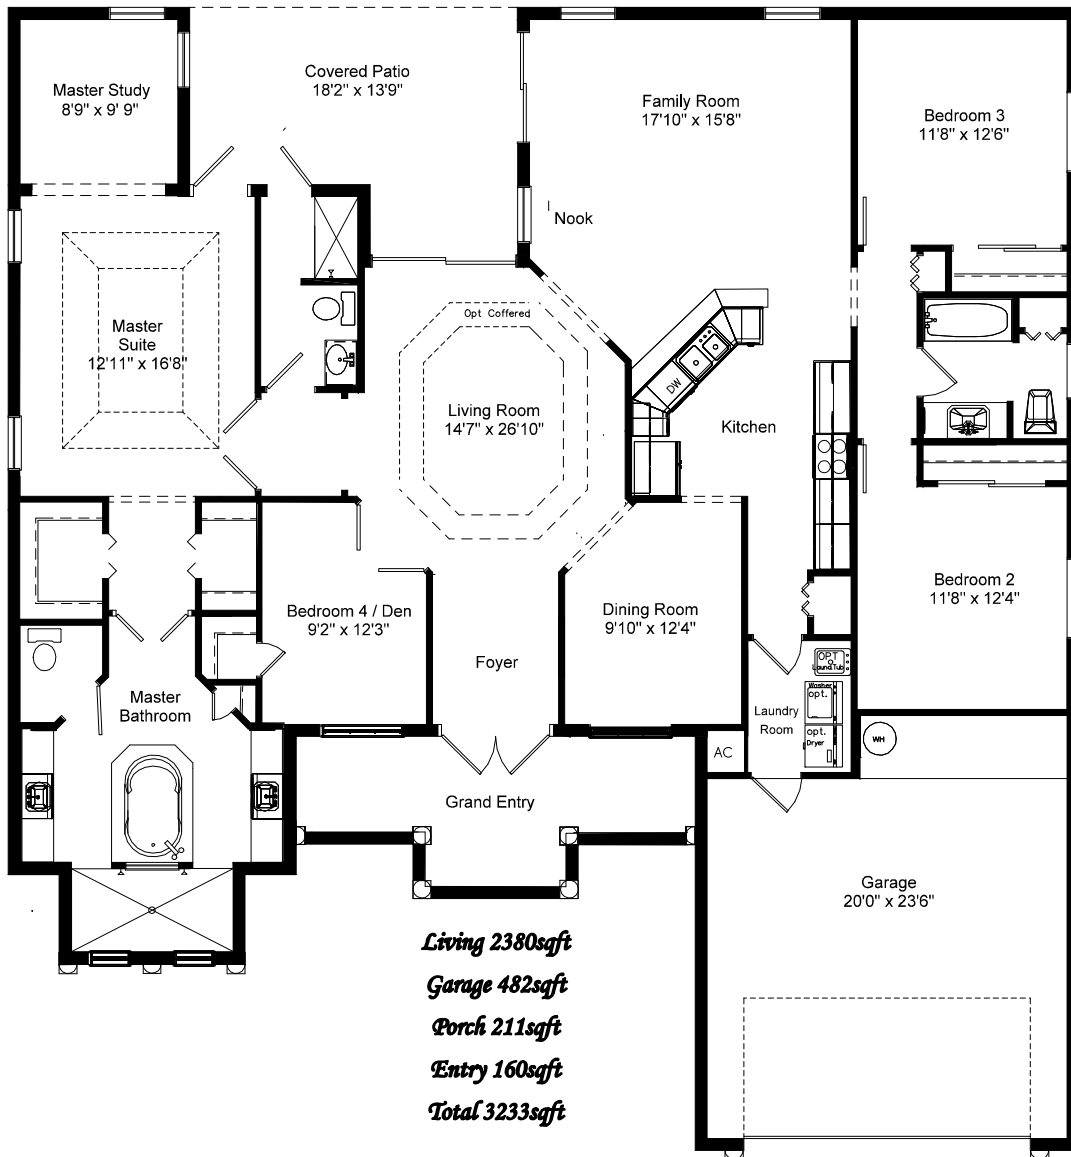 Master Study
8'9" x 9' 9"
Covered Patio
18'2" x 13'9"
Family Room
17'10" x 15'8"
Bedroom 3
11'8" x 12'6"
Nook
Opt Coffered
Master
Suite
12'11" x 16'8"
Living Room
14'7" x 26'10"
DW
Kitchen
Bedroom 2
11'8" x 12'4"
Bedroom 4 / Den
9'2" x 12'3"
Dining Room
9'10" x 12'4"
Foyer
OPT
Laund.Tub
Master
Bathroom
Washer
opt.
Laundry
Room
opt.
Dryer
AC
WH
Grand Entry
Garage
20'0" x 23'6"
Living 2380sqft
Garage 482sqft
Porch 211sqft
Entry 160sqft
Total 3233sqft